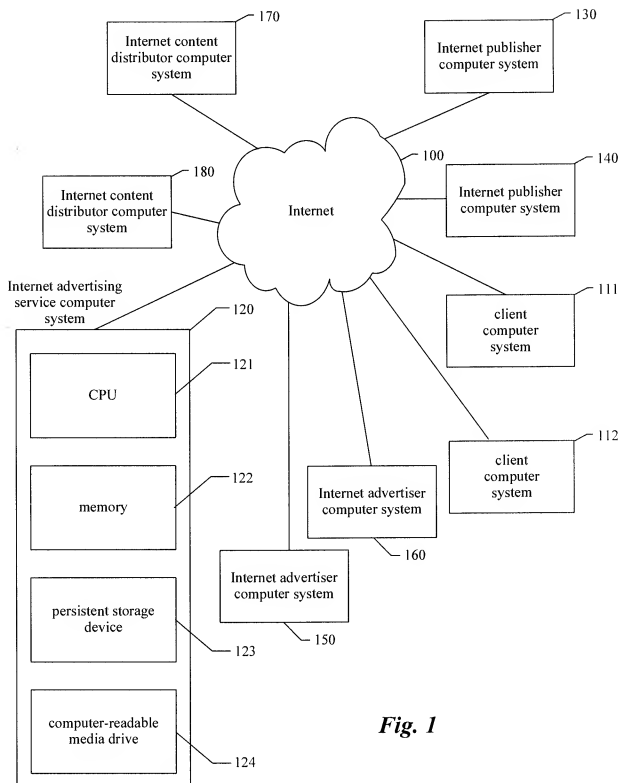 170
Internet content
distributor computer
system
130
Internet publisher
computer system
100
Internet
140
Internet publisher
computer system
180
Internet content
distributor computer
system
Internet advertising
service computer
system
120
111
client
computer
system
121
CPU
112
client
computer
system
122
memory
Internet advertiser
computer system
160
Internet advertiser
computer system
150
persistent storage
device
123
computer-readable
media drive
124
Fig. 1